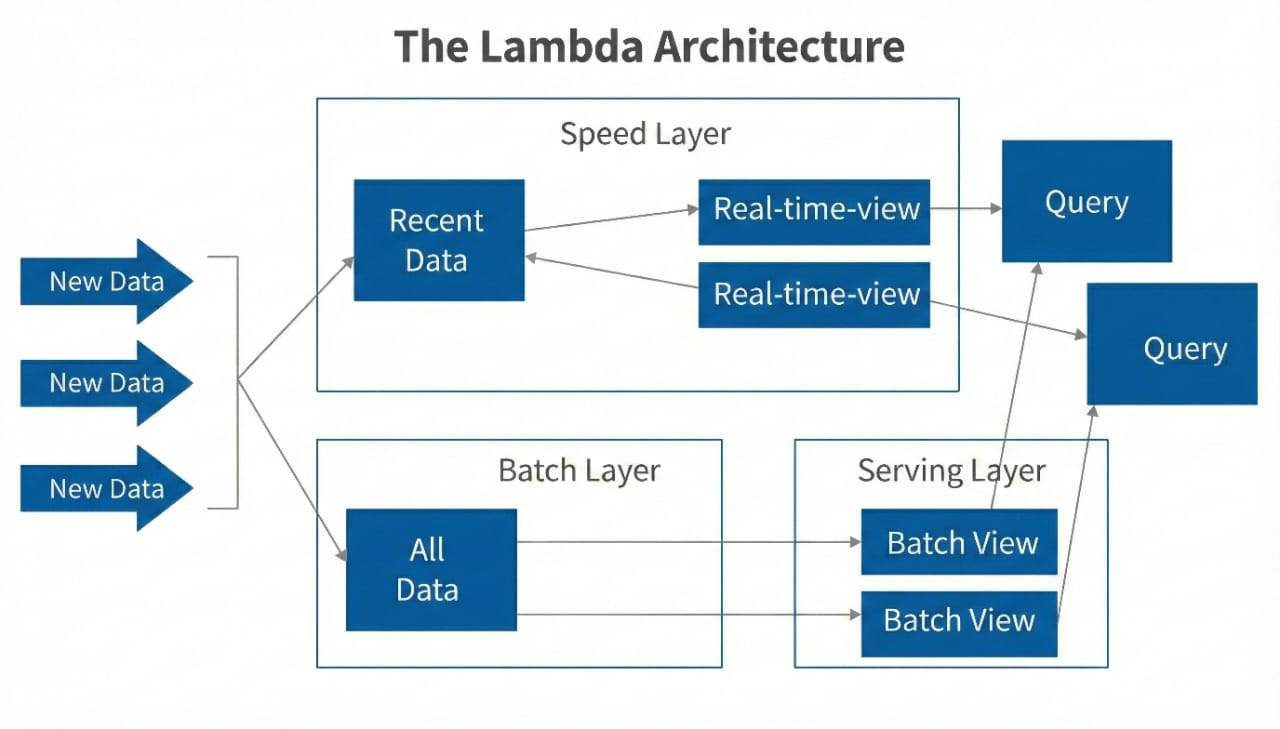 The Lambda Architecture
Speed Layer
Recent
Data
Real-time-view
Real-time-view
Query
Query
New Data
New Data
New Data
Batch Layer
All
Data
Serving Layer
Batch View
Batch View